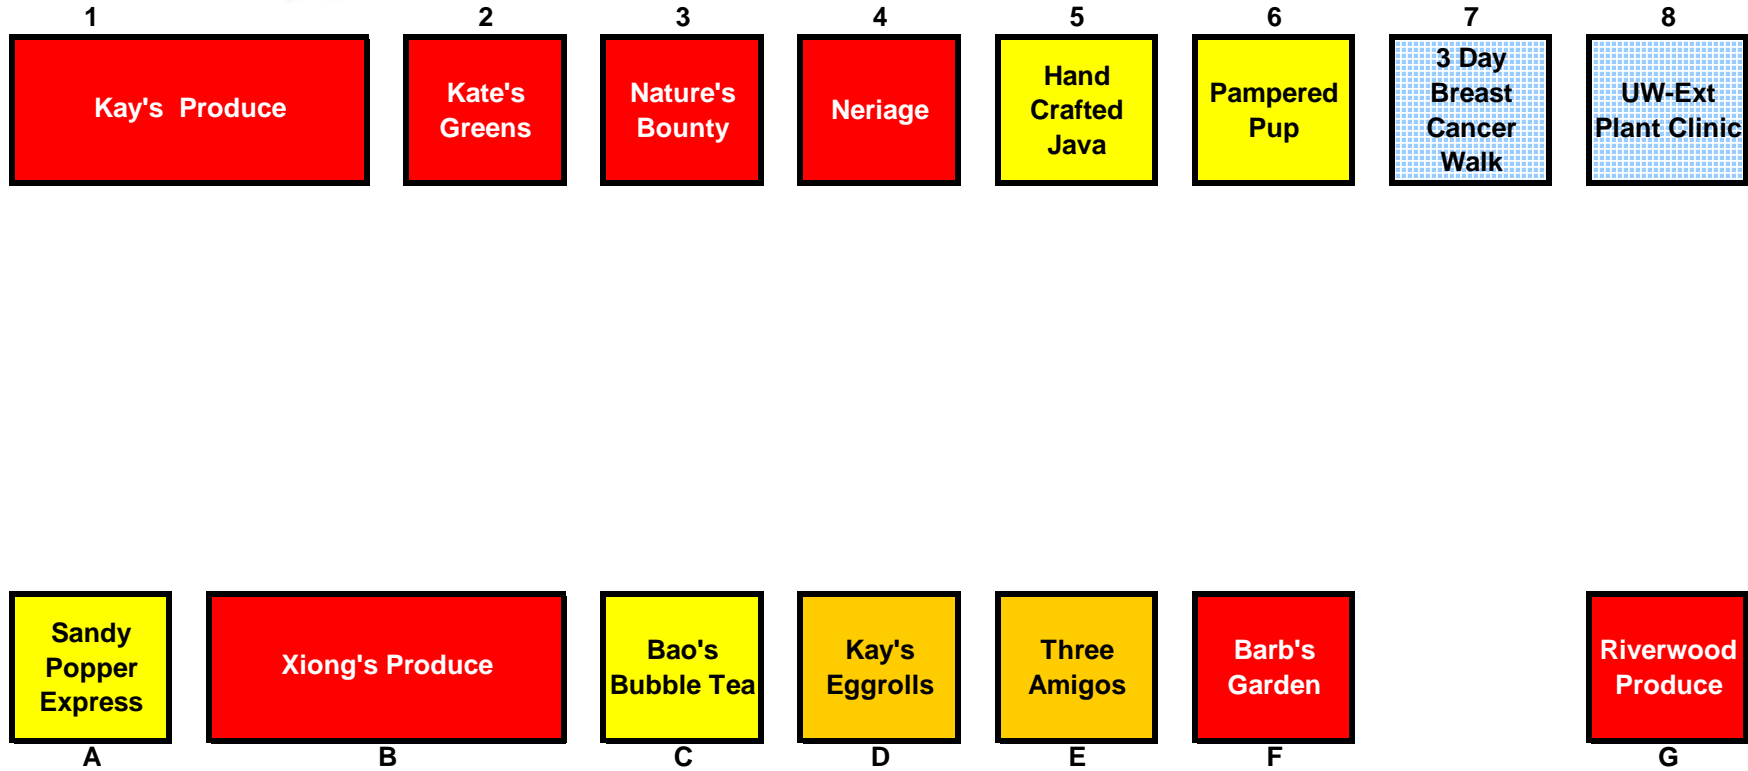 1 2 3 4 5 6 7 8
Kay's Produce
Kate's
Greens
Nature's
Bounty
Neriage
Hand
Crafted
Java
Pampered
Pup
3 Day
Breast
Cancer
Walk
UW-Ext
Plant Clinic
Sandy
Popper
Express
Xiong's Produce
Bao's
Bubble Tea
Kay's
Eggrolls
Three
Amigos
Barb's
Garden
Riverwood
Produce
A B C D E F G